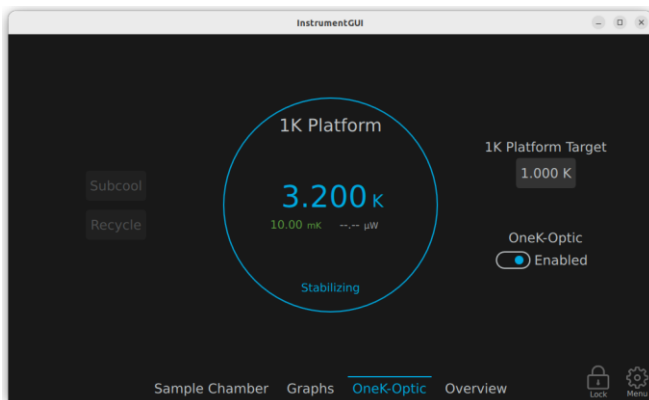 InstrumentGUI
1K Platform
3.200 K
10.00 mK --.-- µW
Stabilizing
Subcool
Recycle
1K Platform Target
1.000 K
OneK-Optic
Enabled
Sample Chamber Graphs OneK-Optic Overview
Lock Menu